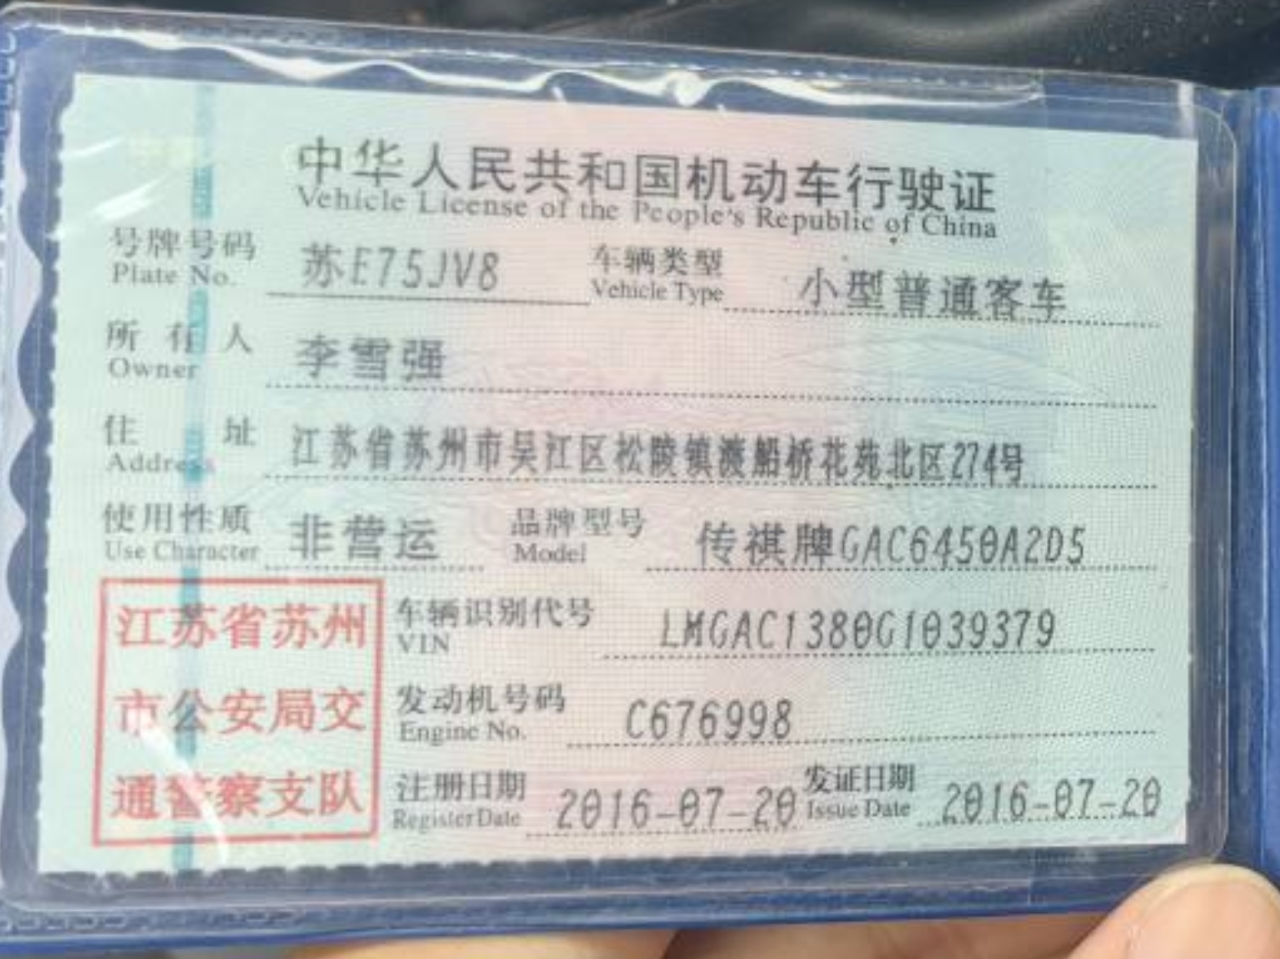 中华人民共和国机动车行驶证
Vehicle License of the People's Republic of China
号牌号码 苏E75JV8 车辆类型 小型普通客车
Plate No. Vehicle Type
所有人 李雪强
Owner
住址 江苏省苏州市吴江区松陵镇渡船桥花苑北区274号
Address
使用性质 非营运 品牌型号 传祺牌GAC6450A2D5
Use Character Model
江苏省苏州
市公安局交
通警察支队
车辆识别代号 LMGAC1380G1039379
VIN
发动机号码 C676998
Engine No.
注册日期 2016-07-20 发证日期 2016-07-20
Register Date Issue Date